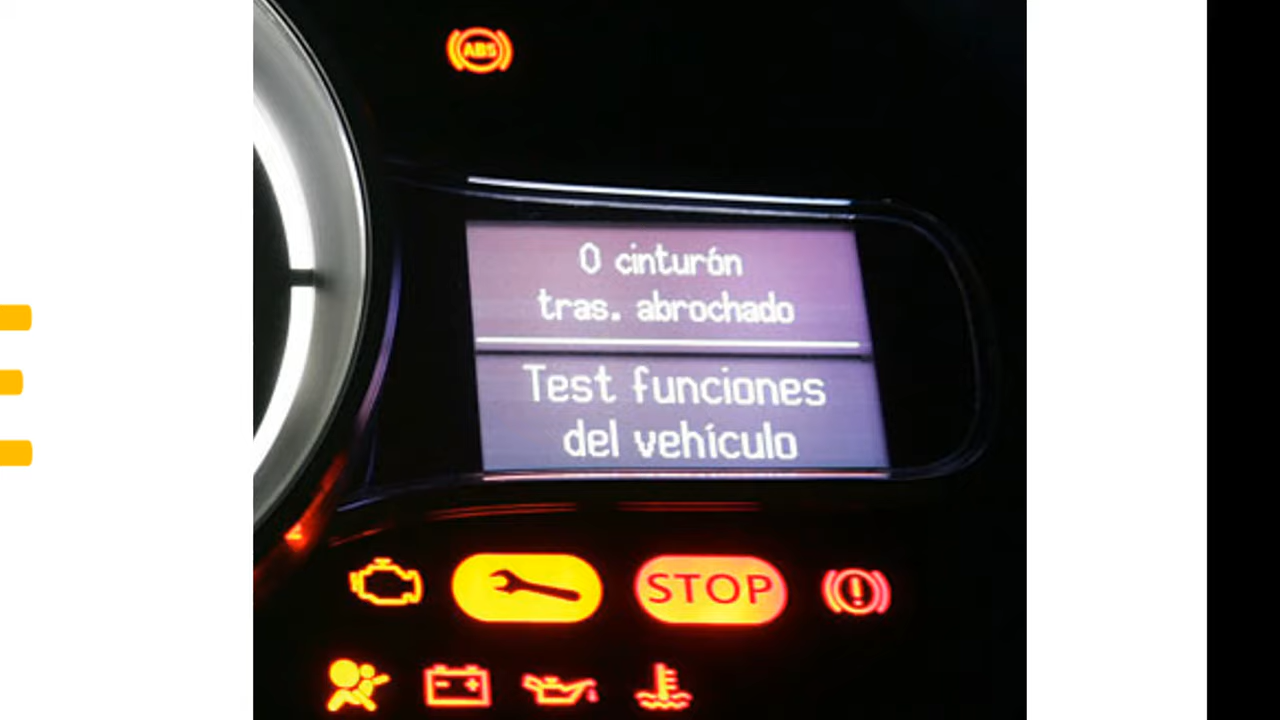 ABS
0 cinturón
tras. abrochado
Test funciones
del vehículo
STOP